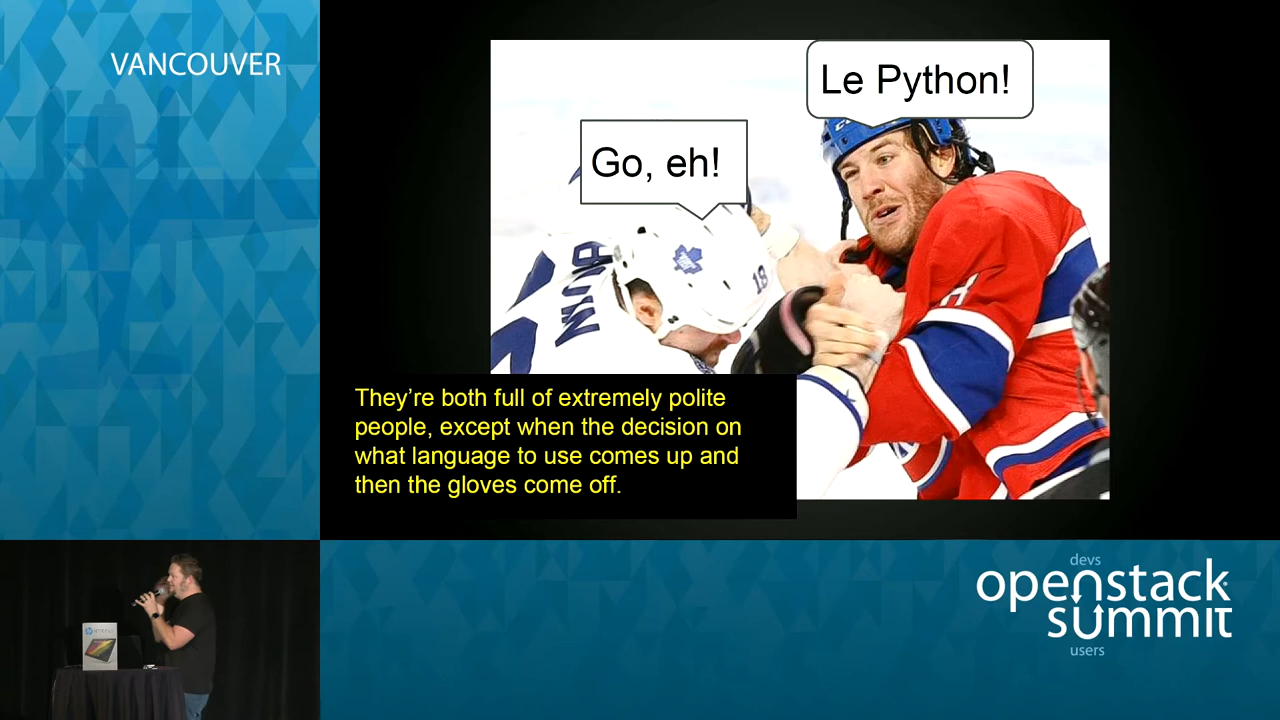 VANCOUVER
Le Python!
Go, eh!
18
They're both full of extremely polite
people, except when the decision on
what language to use comes up and
then the gloves come off.
devs
openstack
summit
users